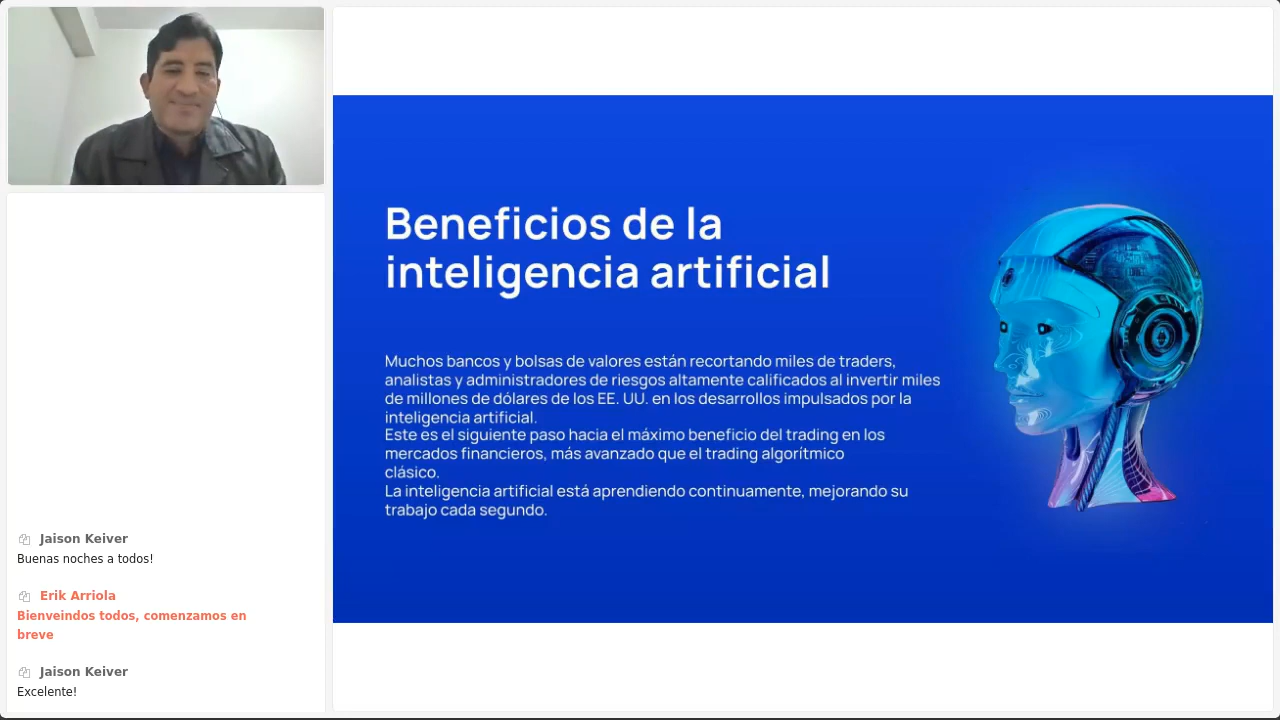 Beneficios de la
inteligencia artificial
Muchos bancos y bolsas de valores están recortando miles de traders,
analistas y administradores de riesgos altamente calificados al invertir miles
de millones de dólares de los EE. UU. en los desarrollos impulsados por la
inteligencia artificial.
Este es el siguiente paso hacia el máximo beneficio del trading en los
mercados financieros, más avanzado que el trading algorítmico
clásico.
La inteligencia artificial está aprendiendo continuamente, mejorando su
trabajo cada segundo.
Jaison Keiver
Buenas noches a todos!
Erik Arriola
Bienveindos todos, comenzamos en
breve
Jaison Keiver
Excelente!